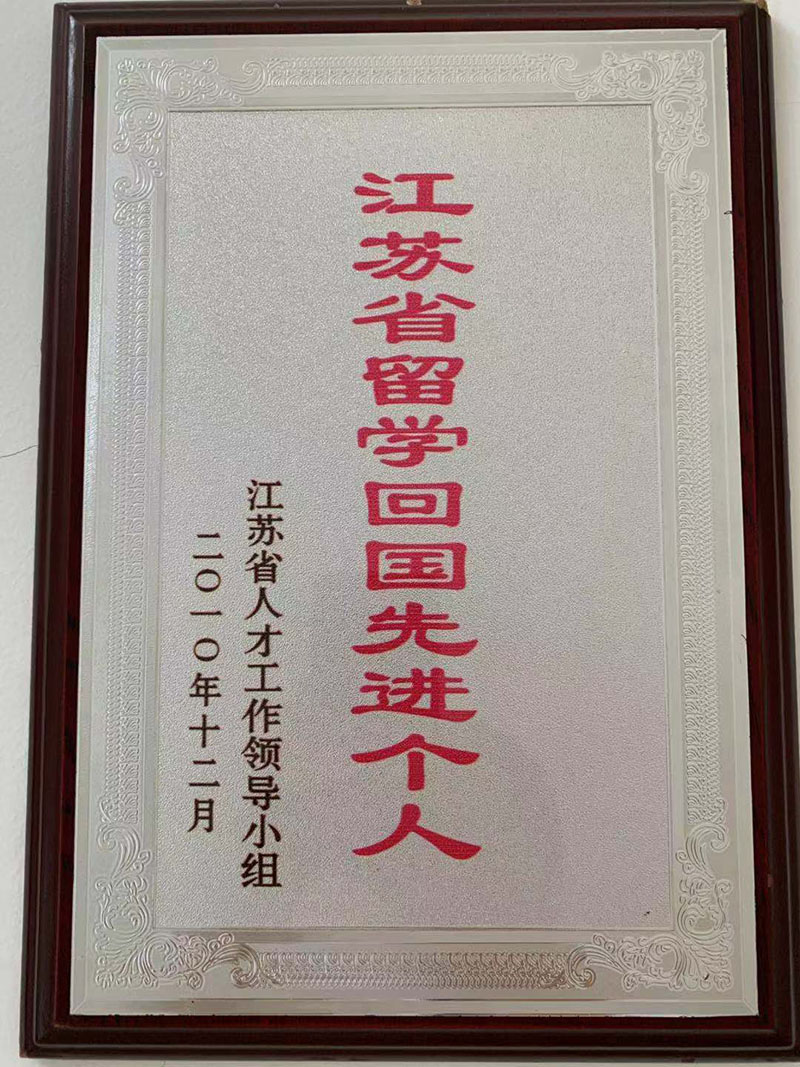 江苏省留学回国先进个人
江苏省人才工作领导小组
二〇一〇年十二月